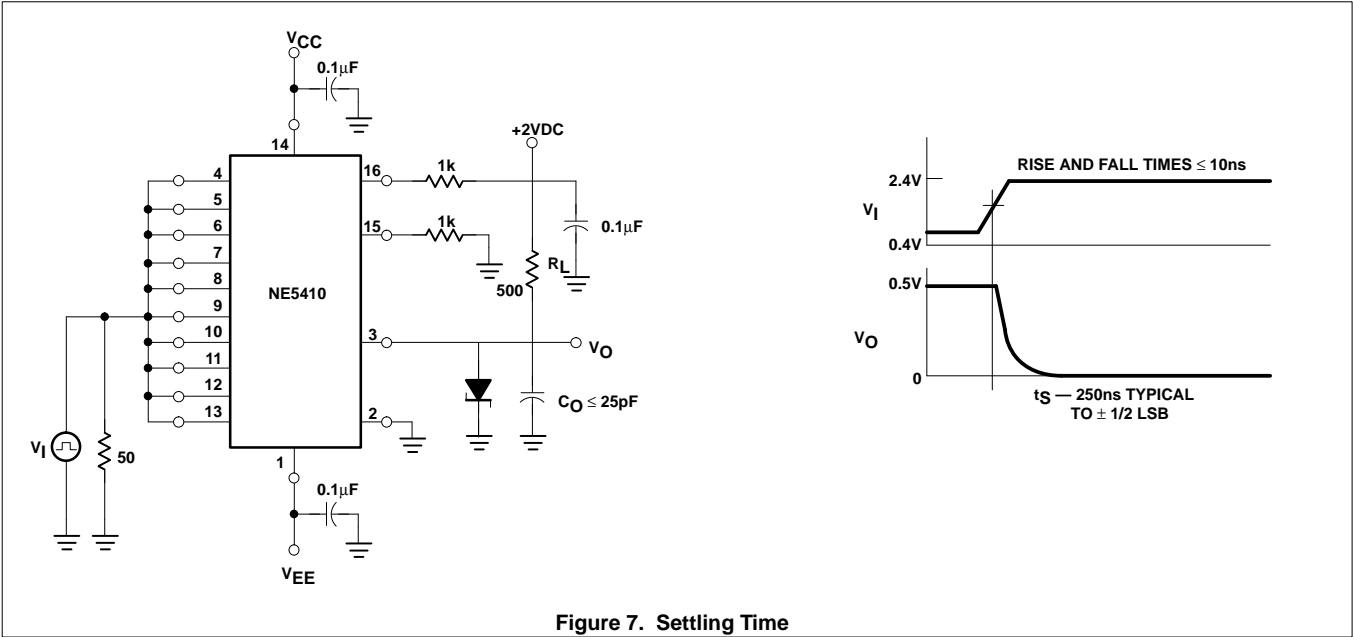 VCC
0.1μF
14
4
5
6
7
8
9
10
11
12
13
NE5410
16
15
3
2
1
1k
1k
+2VDC
0.1μF
RL
500
VO
CO ≤ 25pF
VI
50
0.1μF
VEE
RISE AND FALL TIMES ≤ 10ns
2.4V
VI
0.4V
0.5V
VO
0
tS — 250ns TYPICAL
TO ± 1/2 LSB
Figure 7. Settling Time